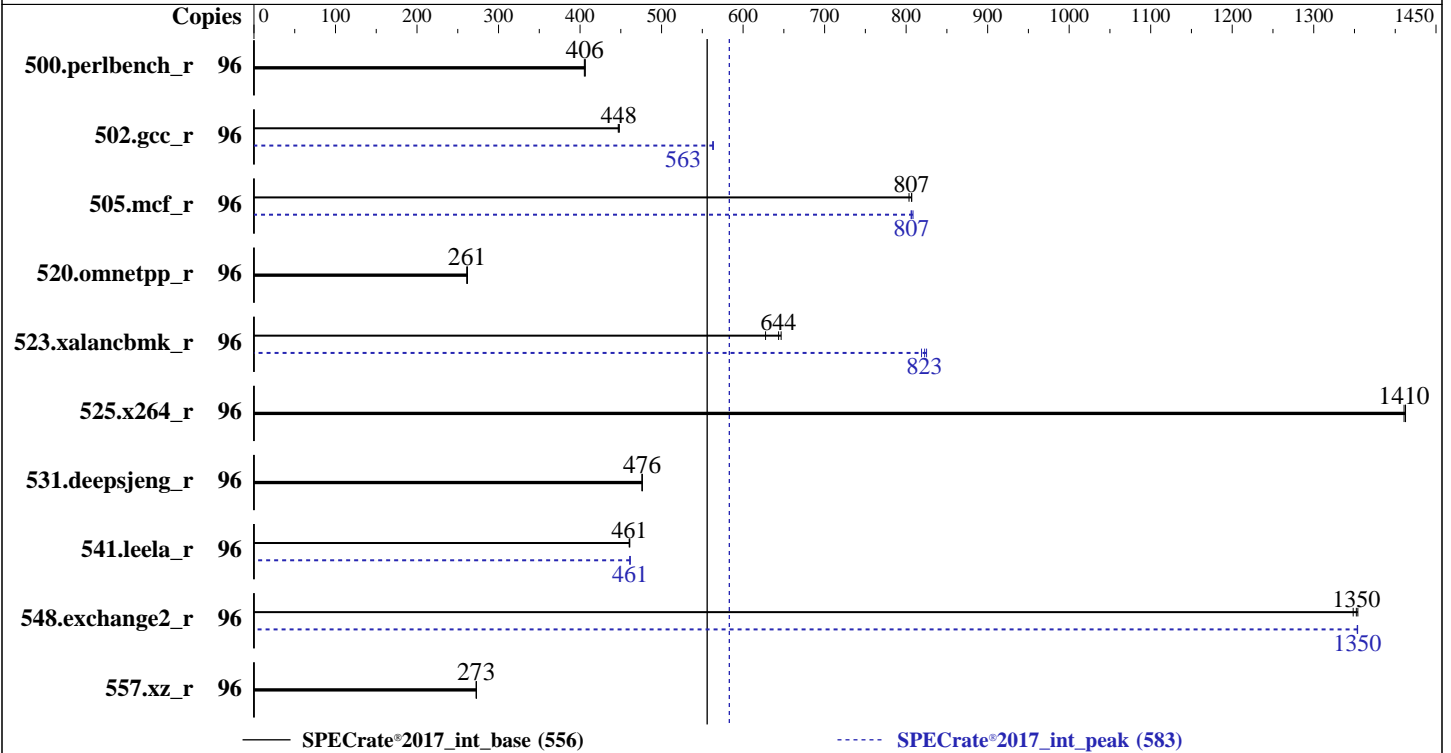 Copies 0 100 200 300 400 500 600 700 800 900 1000 1100 1200 1300 1450
500.perlbench_r 96 406
502.gcc_r 96 448
563
505.mcf_r 96 807
807
520.omnetpp_r 96 261
523.xalancbmk_r 96 644
823
525.x264_r 96 1410
531.deepsjeng_r 96 476
541.leela_r 96 461
461
548.exchange2_r 96 1350
1350
557.xz_r 96 273
SPECrate®2017_int_base (556) SPECrate®2017_int_peak (583)